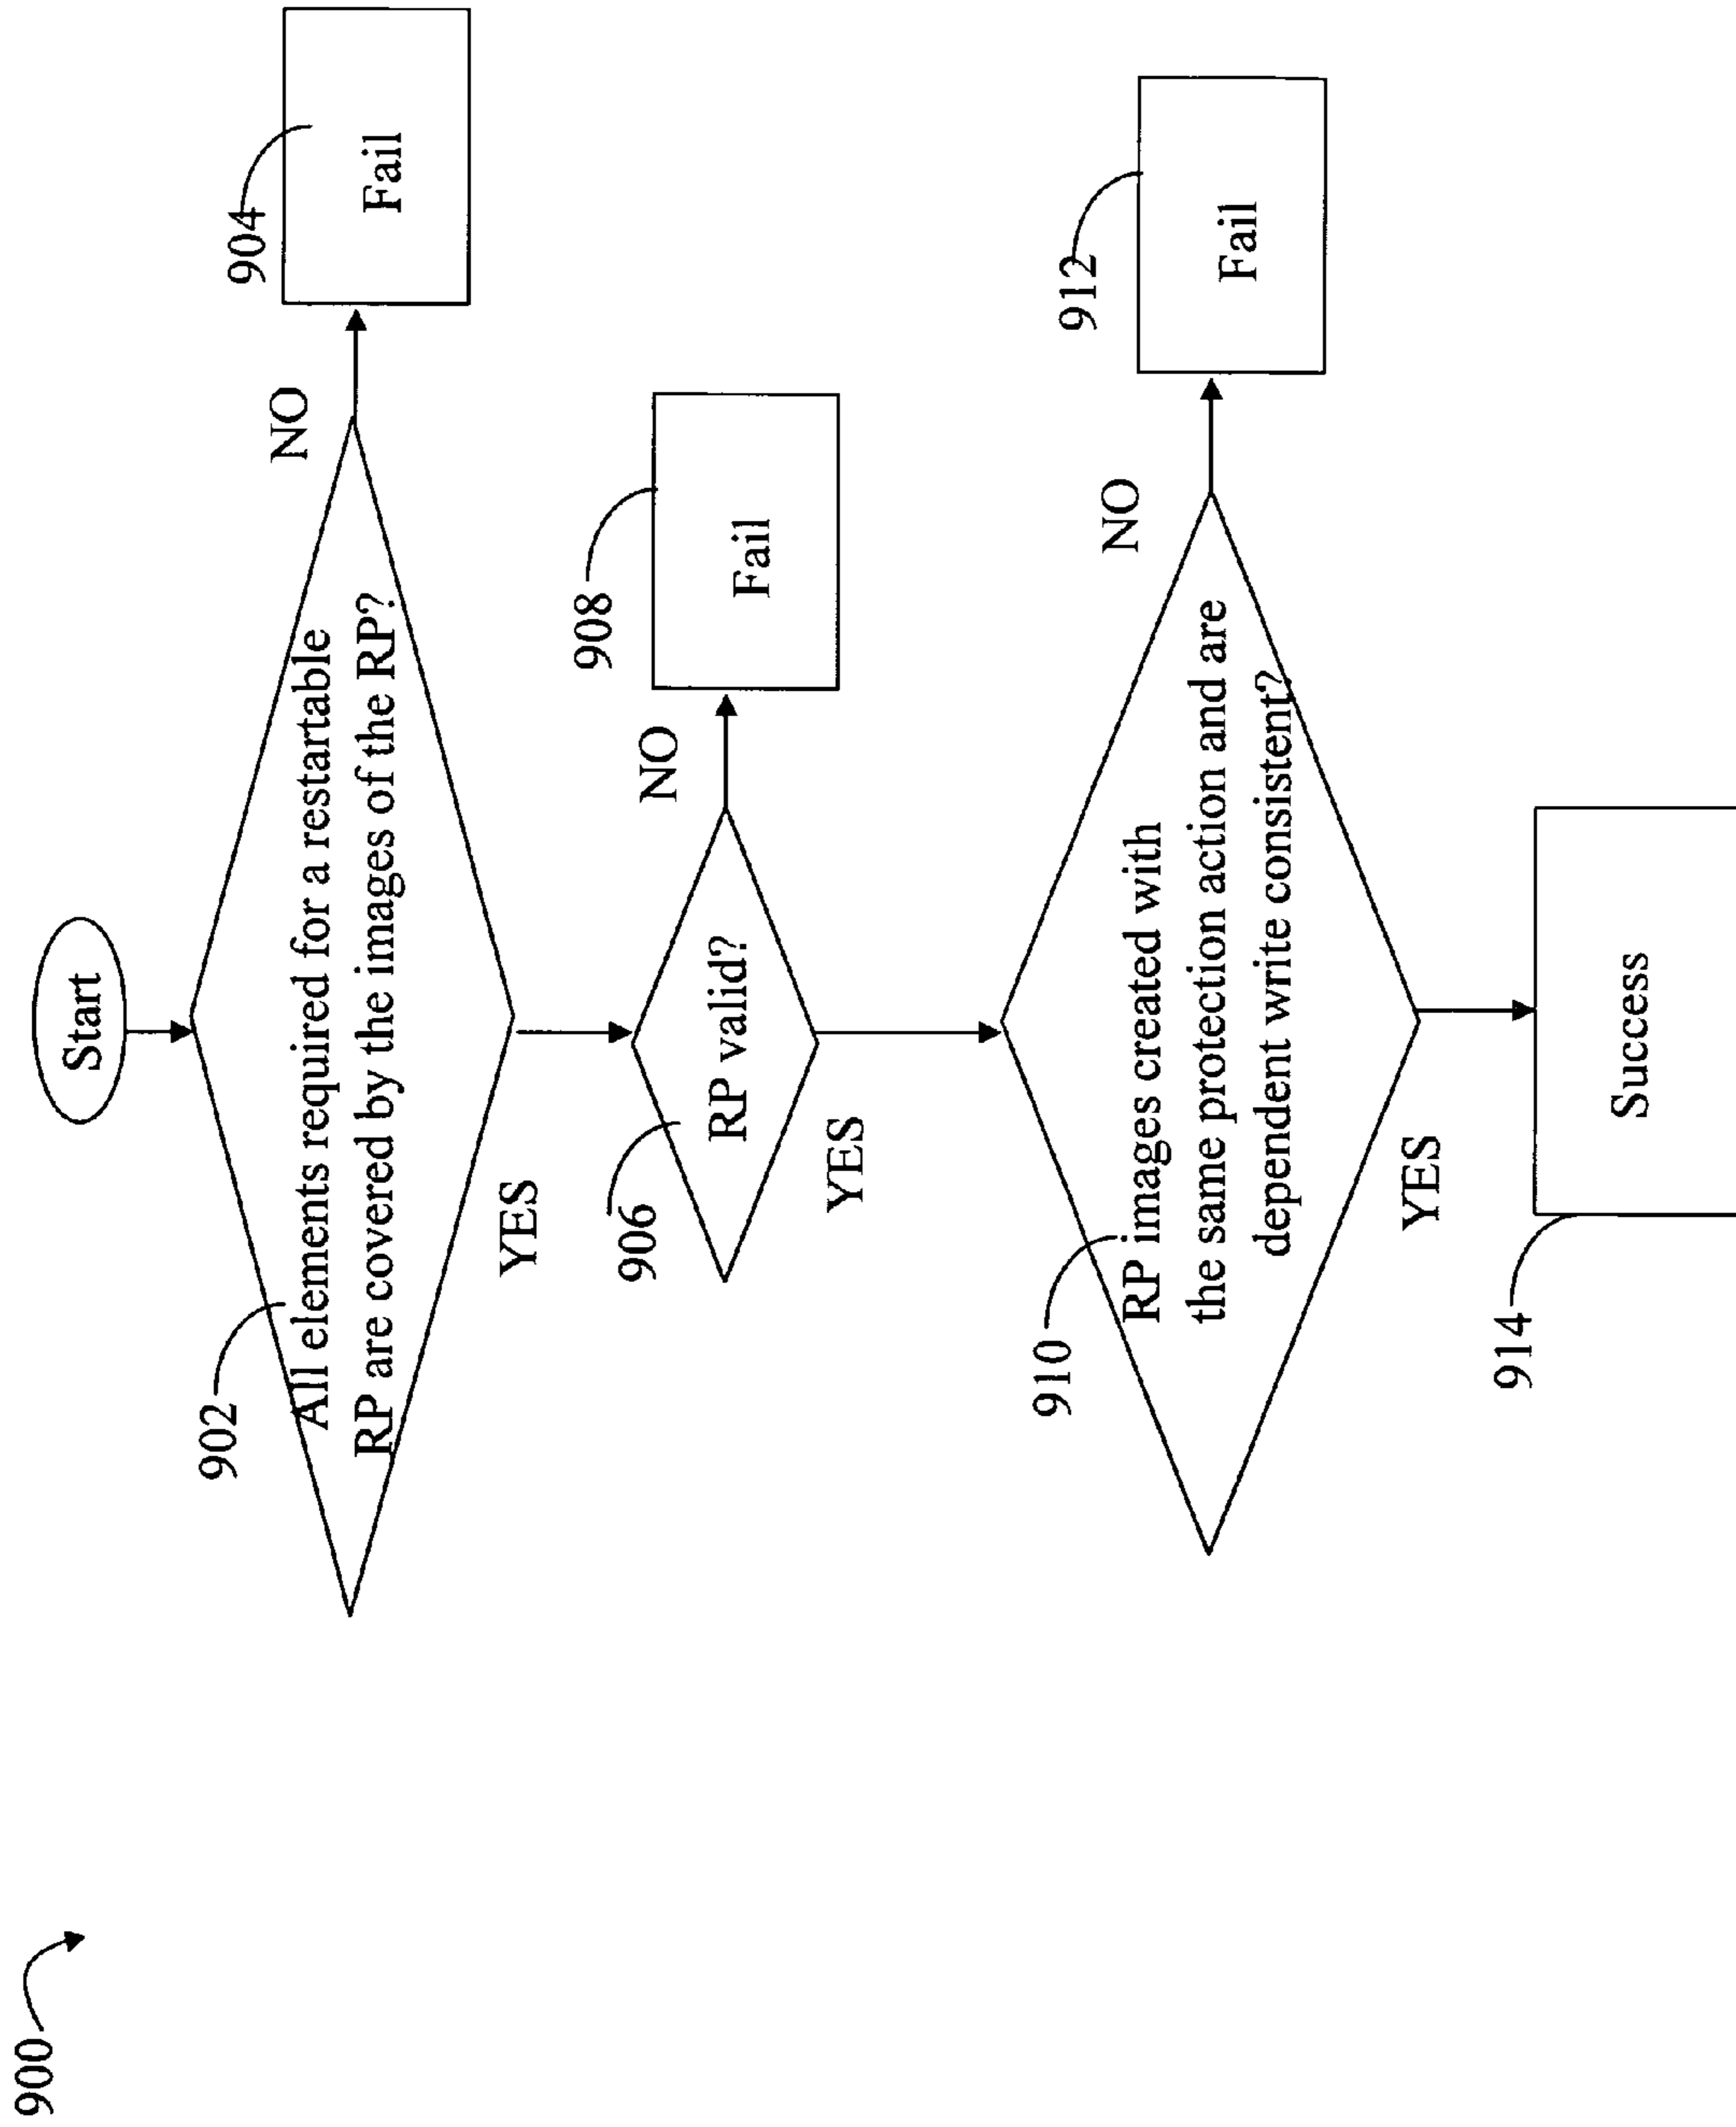 900
Start
902
All elements required for a restartable
RP are covered by the images of the RP?
NO
904
Fail
YES
906
RP valid?
NO
908
Fail
YES
910
RP images created with
the same protection action and are
dependent write consistent?
NO
912
Fail
YES
914
Success